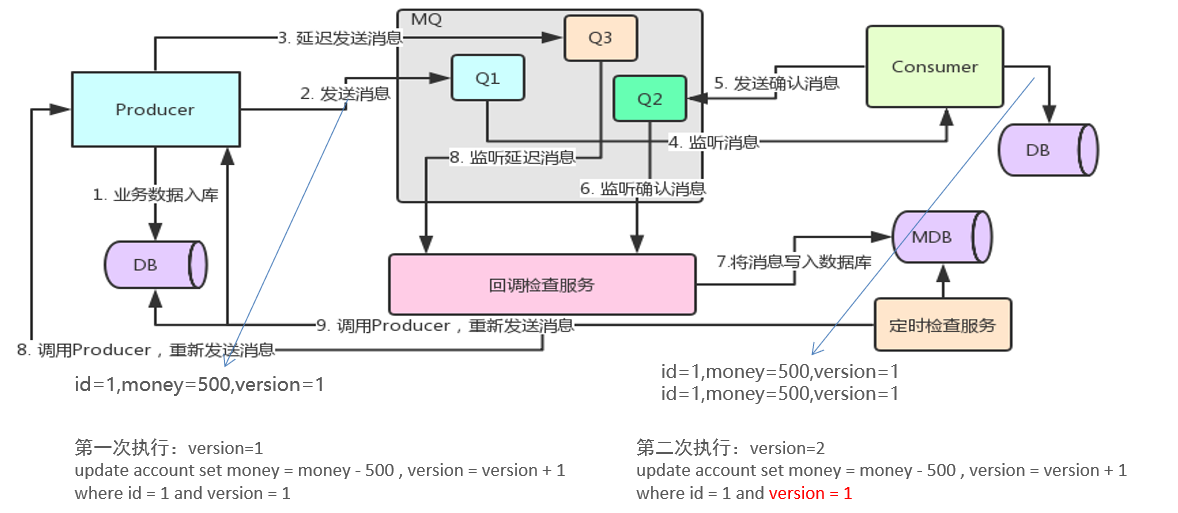 MQ
3. 延迟发送消息
Q3
Q1
2. 发送消息
Producer
Q2
5. 发送确认消息
Consumer
4. 监听消息
DB
8. 监听延迟消息
6. 监听确认消息
1. 业务数据入库
DB
回调检查服务
7.将消息写入数据库
MDB
9. 调用Producer，重新发送消息
定时检查服务
8. 调用Producer，重新发送消息
id=1,money=500,version=1
id=1,money=500,version=1
id=1,money=500,version=1
第一次执行：version=1
update account set money = money - 500 , version = version + 1
where id = 1 and version = 1
第二次执行：version=2
update account set money = money - 500 , version = version + 1
where id = 1 and version = 1